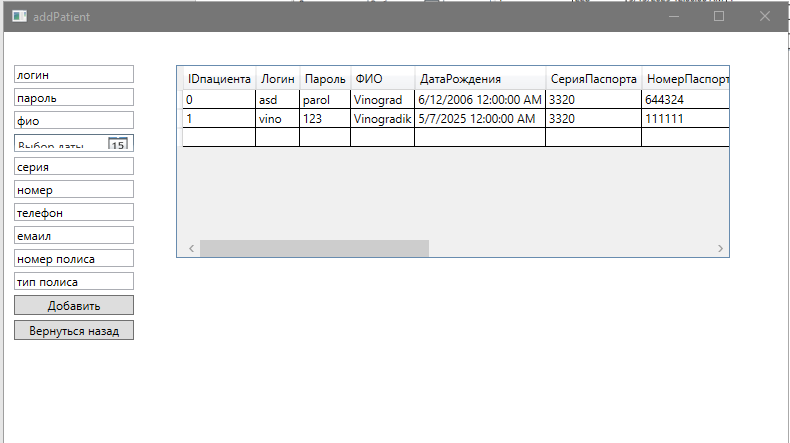 addPatient
логин
пароль
фио
Выбор даты 15
серия
номер
телефон
емаил
номер полиса
тип полиса
Добавить
Вернуться назад
IDпациента Логин Пароль ФИО ДатаРождения СерияПаспорта НомерПаспорт
0 asd parol Vinograd 6/12/2006 12:00:00 AM 3320 644324
1 vino 123 Vinogradik 5/7/2025 12:00:00 AM 3320 111111